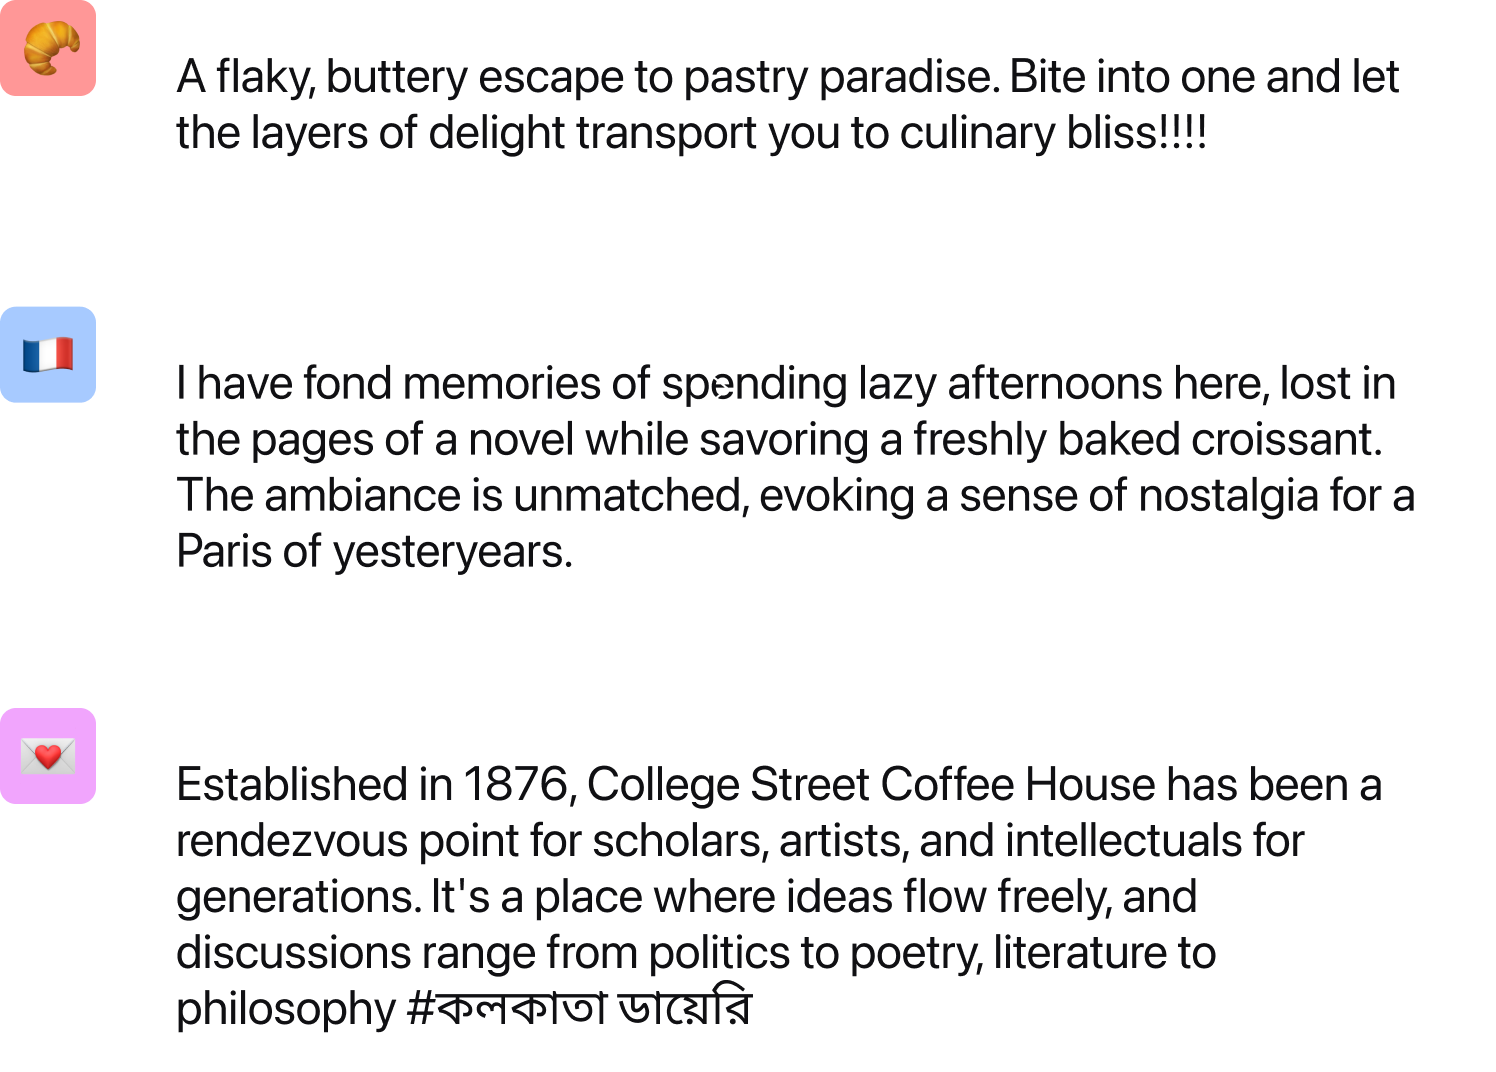 A flaky, buttery escape to pastry paradise. Bite into one and let
the layers of delight transport you to culinary bliss!!!!
I have fond memories of spending lazy afternoons here, lost in
the pages of a novel while savoring a freshly baked croissant.
The ambiance is unmatched, evoking a sense of nostalgia for a
Paris of yesteryears.
Established in 1876, College Street Coffee House has been a
rendezvous point for scholars, artists, and intellectuals for
generations. It's a place where ideas flow freely, and
discussions range from politics to poetry, literature to
philosophy #কলকাতা ডায়েরি